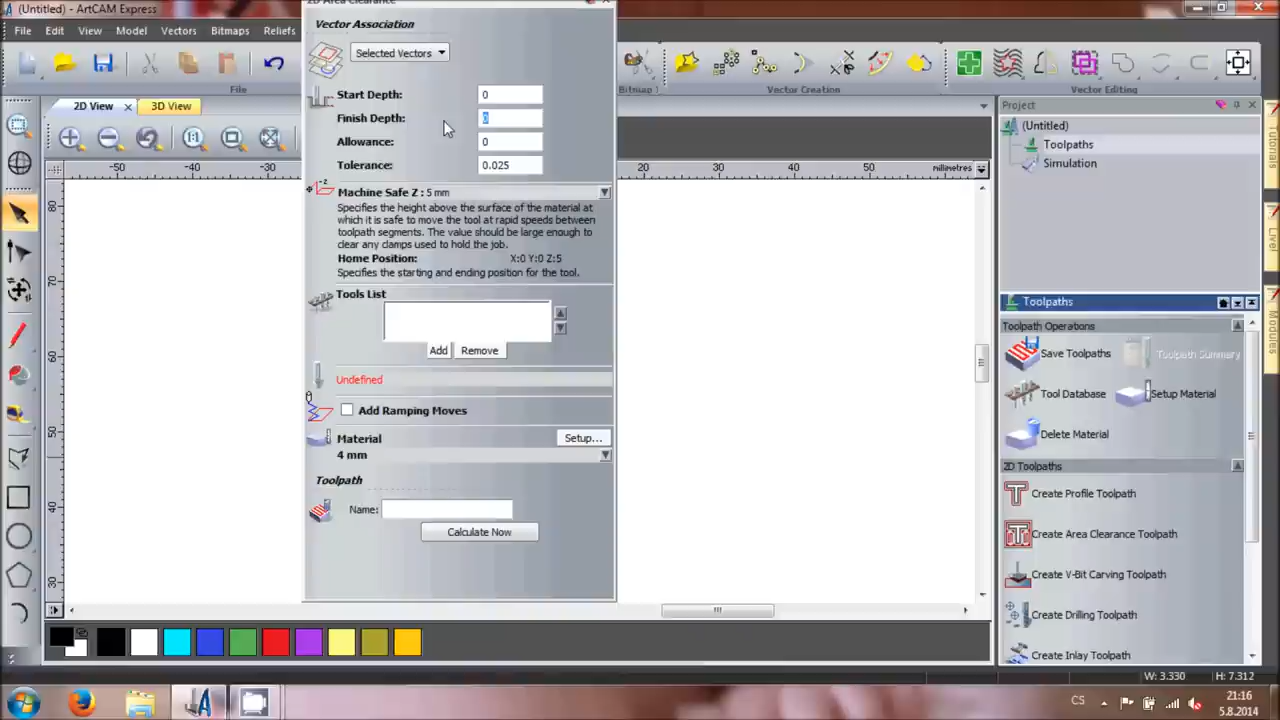 (Untitled) - ArtCAM Express
2D Area Clearance
File Edit View Model Vectors Bitmaps Reliefs
Vector Association
Selected Vectors
File
Bitmap
Vector Creation
Vector Editing
Start Depth: 0
Finish Depth: 0
Allowance: 0
Tolerance: 0.025
2D View
3D View
Project
(Untitled)
Toolpaths
Simulation
-50 -40 -30 20 30 40 50 millimetres
80
70
60
50
40
30
Machine Safe Z : 5 mm
Specifies the height above the surface of the material at
which it is safe to move the tool at rapid speeds between
toolpath segments. The value should be large enough to
clear any clamps used to hold the job.
Home Position: X:0 Y:0 Z:5
Specifies the starting and ending position for the tool.
Tools List
Add Remove
Undefined
Add Ramping Moves
Material Setup...
4 mm
Toolpath
Name:
Calculate Now
Toolpaths
Toolpath Operations
Save Toolpaths Toolpath Summary
Tool Database Setup Material
Delete Material
2D Toolpaths
Create Profile Toolpath
Create Area Clearance Toolpath
Create V-Bit Carving Toolpath
Create Drilling Toolpath
Create Inlay Toolpath
Tutorials
Live!
Modules
W: 3.330 H: 7.312
CS
21:16
5.8.2014